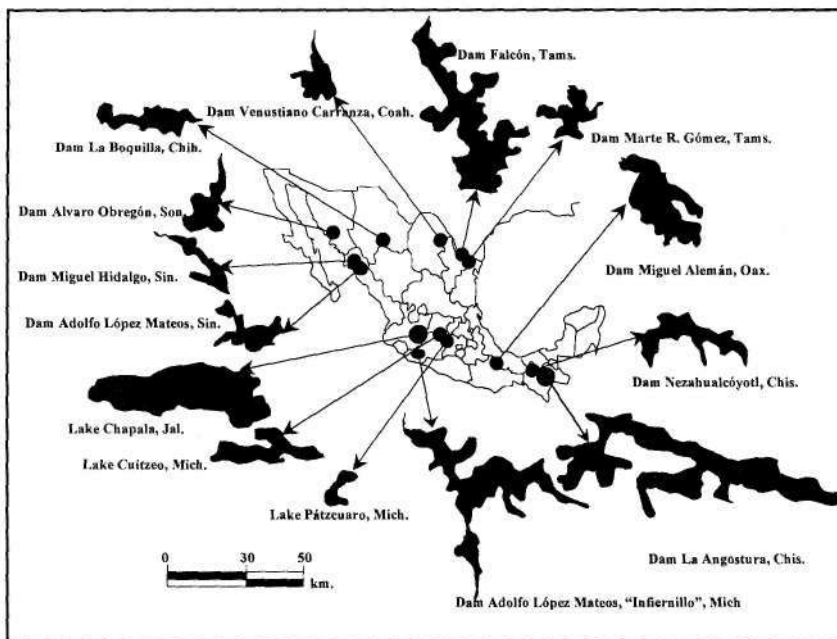 Dam Falcón, Tams.
Dam Venustiano Carranza, Coah.
Dam Marte R. Gómez, Tams.
Dam La Boquilla, Chih.
Dam Alvaro Obregón, Son.
Dam Miguel Hidalgo, Sin.
Dam Miguel Alemán, Oax.
Dam Adolfo López Mateos, Sin.
Dam Nezahualcóyotl, Chis.
Lake Chapala, Jal.
Lake Cuítzeo, Mich.
Lake Pátzcuaro, Mich.
0 30 50
km.
Dam La Angostura, Chis.
Dam Adolfo López Mateos, “Infiernillo”, Mich